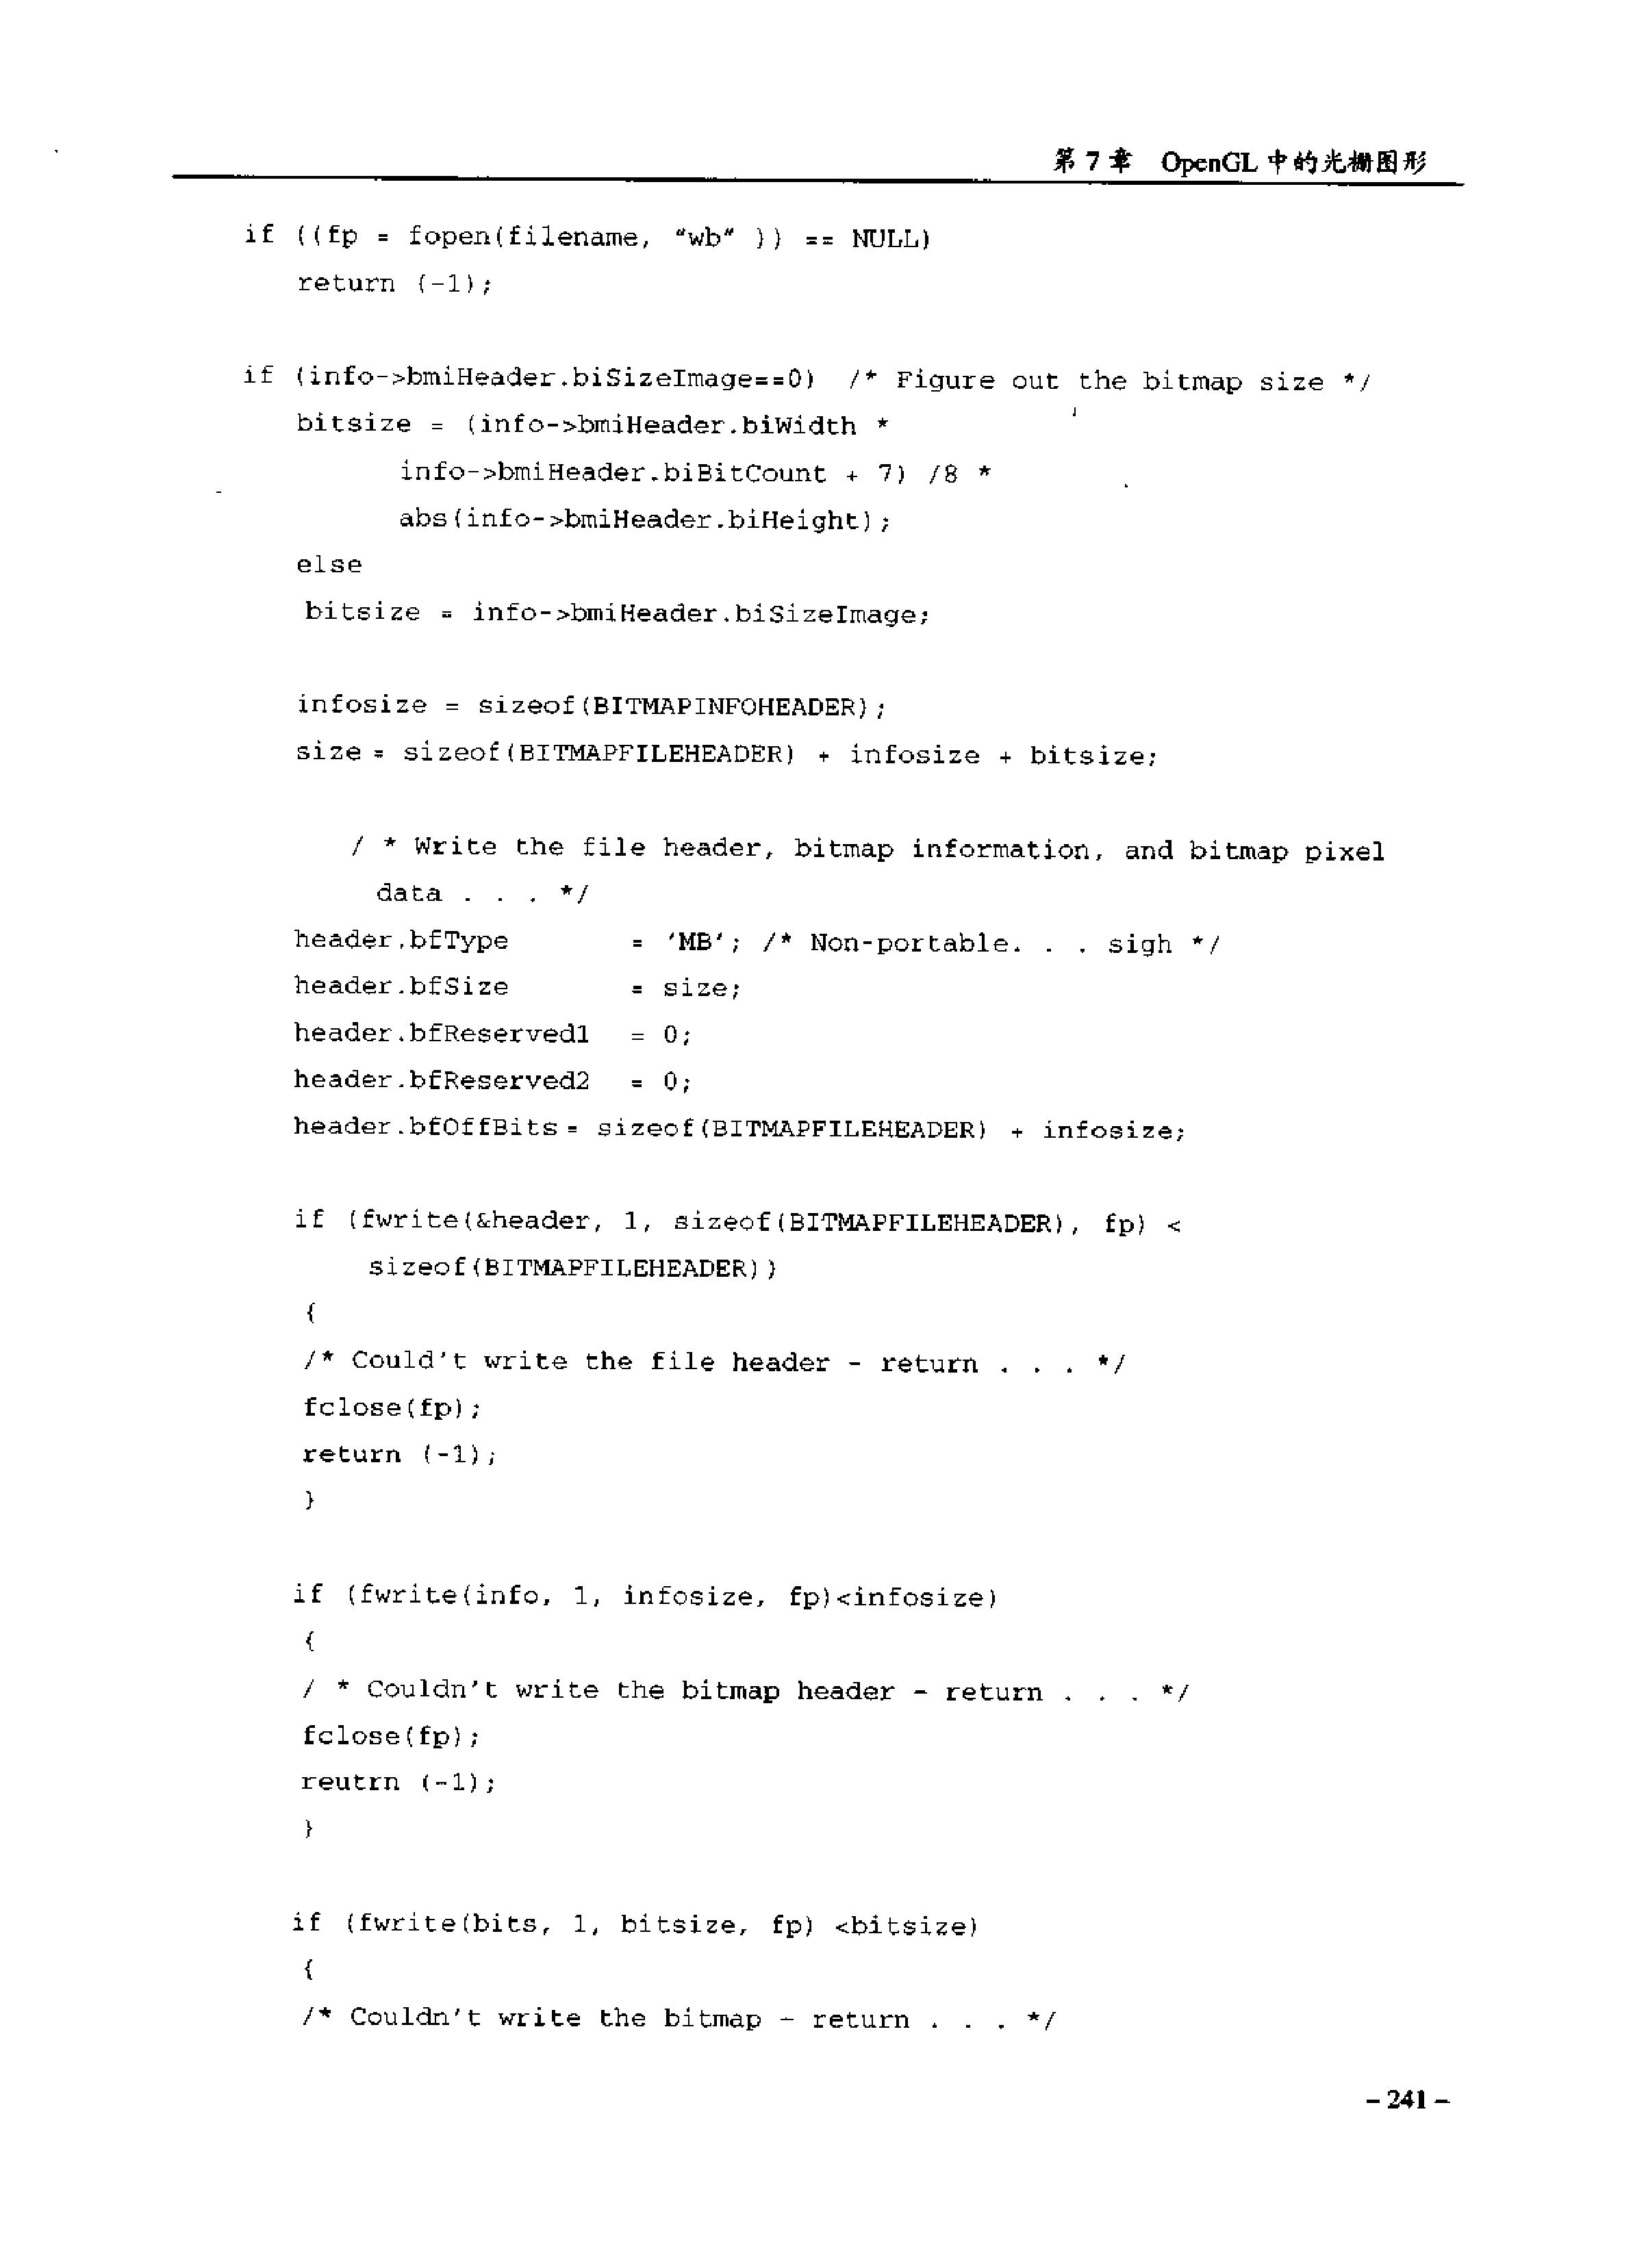 第7章 OpenGL中的光栅图形
if ((fp = fopen(filename, "wb" )) == NULL)
return (-1);
if (info->bmiHeader.biSizeImage==0) /* Figure out the bitmap size */
bitsize = (info->bmiHeader.biWidth *
info->bmiHeader.biBitCount + 7) /8 *
abs(info->bmiHeader.biHeight);
else
bitsize = info->bmiHeader.biSizeImage;
infosize = sizeof(BITMAPINFOHEADER);
size = sizeof(BITMAPFILEHEADER) + infosize + bitsize;
/ * Write the file header, bitmap information, and bitmap pixel
data . . . */
header.bfType = 'MB'; /* Non-portable. . . sigh */
header.bfSize = size;
header.bfReserved1 = 0;
header.bfReserved2 = 0;
header.bfOffBits = sizeof(BITMAPFILEHEADER) + infosize;
if (fwrite(&header, 1, sizeof(BITMAPFILEHEADER), fp) <
sizeof(BITMAPFILEHEADER))
{
/* Could't write the file header - return . . . */
fclose(fp);
return (-1);
}
if (fwrite(info, 1, infosize, fp)<infosize)
{
/ * Couldn't write the bitmap header - return . . . */
fclose(fp);
reutrn (-1);
}
if (fwrite(bits, 1, bitsize, fp) <bitsize)
{
/* Couldn't write the bitmap - return . . . */
- 241 -